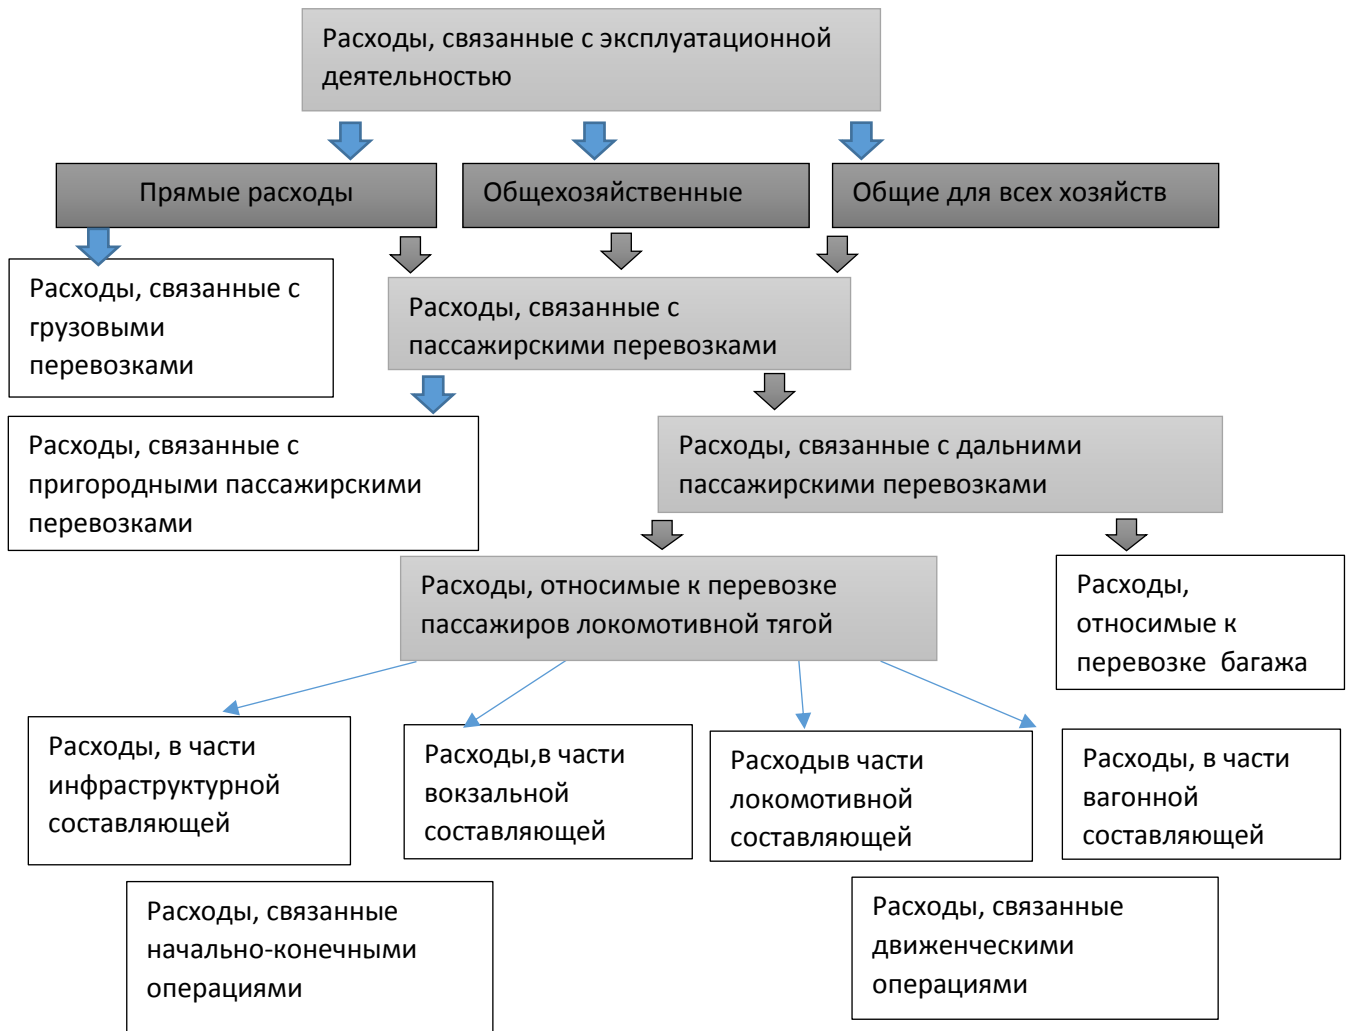 Расходы, связанные с эксплуатационной
деятельностью
Прямые расходы
Общехозяйственные
Общие для всех хозяйств
Расходы, связанные с
грузовыми
перевозками
Расходы, связанные с
пассажирскими перевозками
Расходы, связанные с
пригородными пассажирскими
перевозками
Расходы, связанные с дальними
пассажирскими перевозками
Расходы, относимые к перевозке
пассажиров локомотивной тягой
Расходы,
относимые к
перевозке  багажа
Расходы, в части
инфраструктурной
составляющей
Расходы,в части
вокзальной
составляющей
Расходыв части
локомотивной
составляющей
Расходы, в части
вагонной
составляющей
Расходы, связанные
начально-конечными
операциями
Расходы, связанные
движенческими
операциями